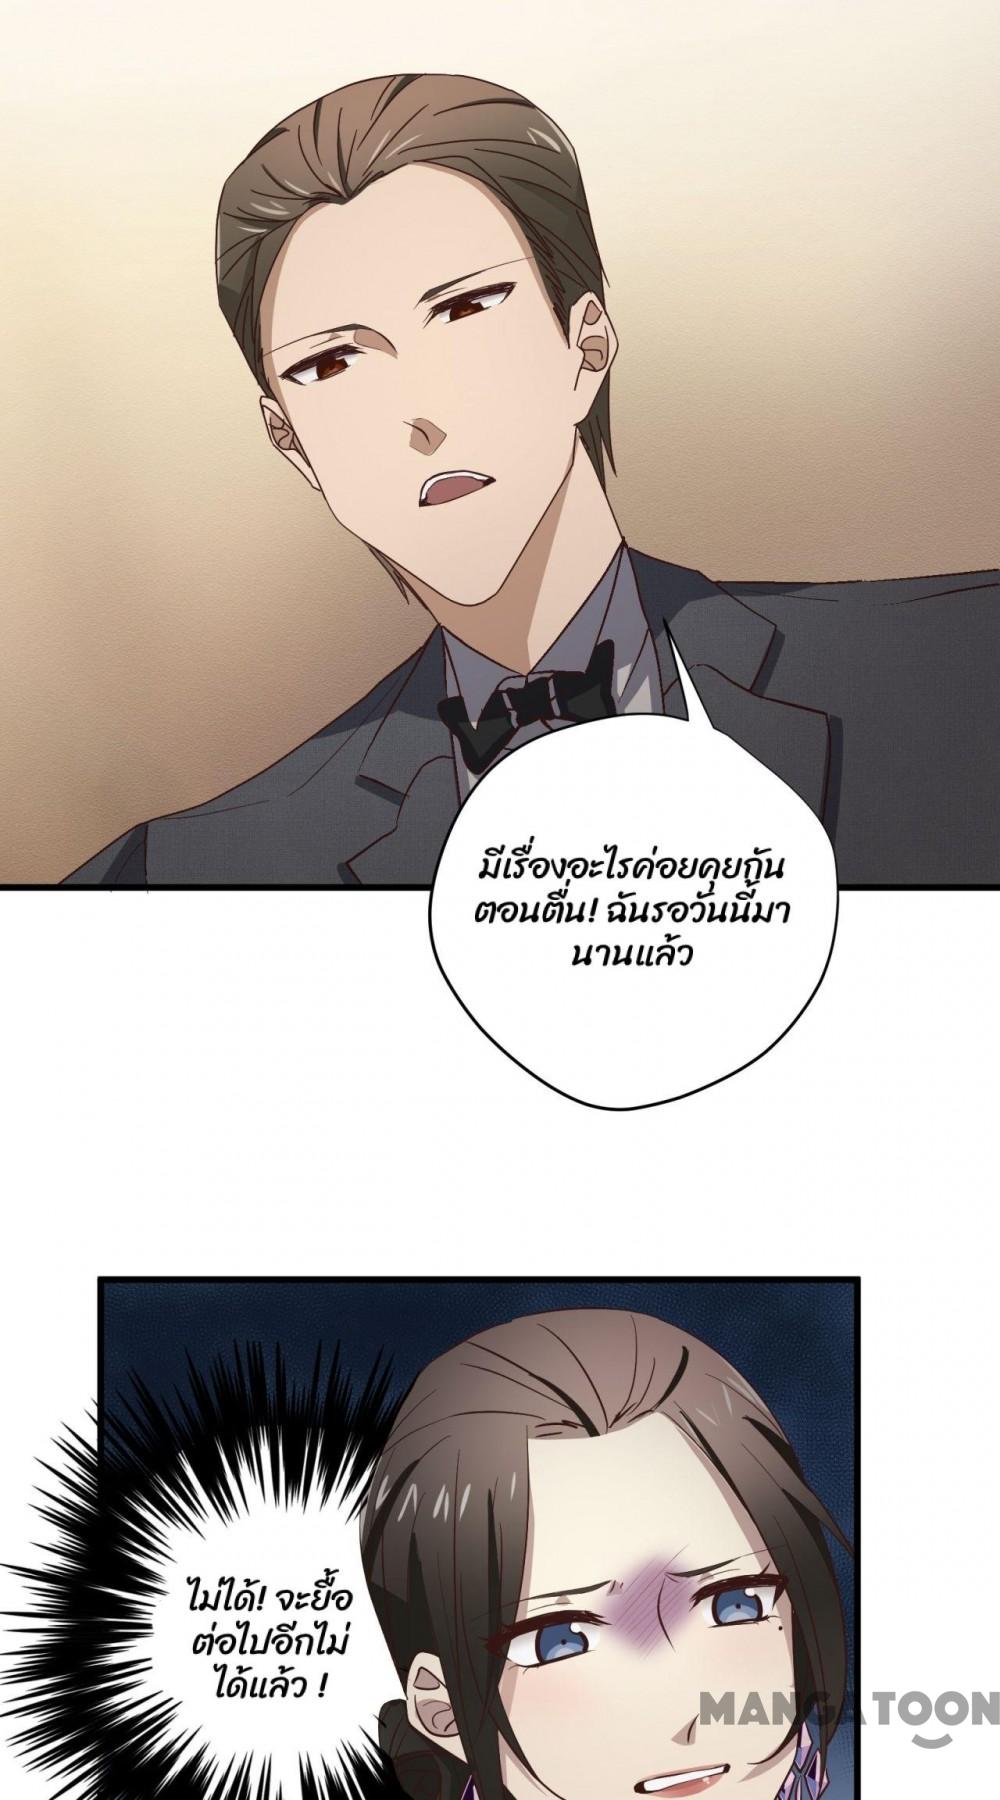 มีเรื่องอะไรค่อยคุยกัน
ตอนตื่น! ฉันรอวันนี้มา
นานแล้ว
ไม่ได้! จะยื้อ
ต่อไปอีกไม่
ได้แล้ว !
MANGATOON